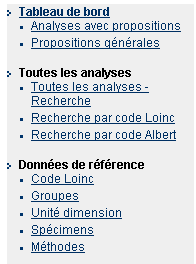 Tableau de bord
Analyses avec propositions
Propositions générales
Toutes les analyses
Toutes les analyses -
Recherche
Recherche par code Loinc
Recherche par code Albert
Données de référence
Code Loinc
Groupes
Unité dimension
Spécimens
Méthodes